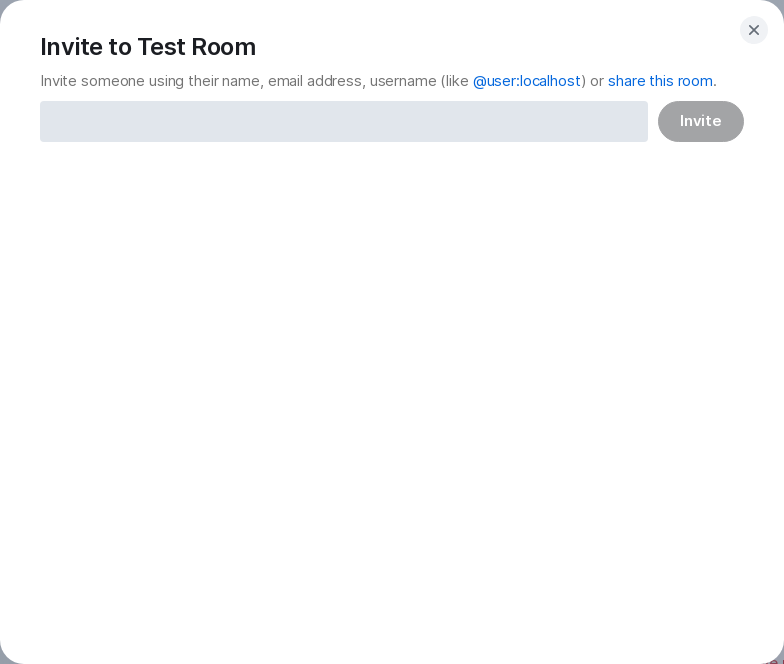 Invite to Test Room
Invite someone using their name, email address, username (like @user:localhost) or share this room.
Invite